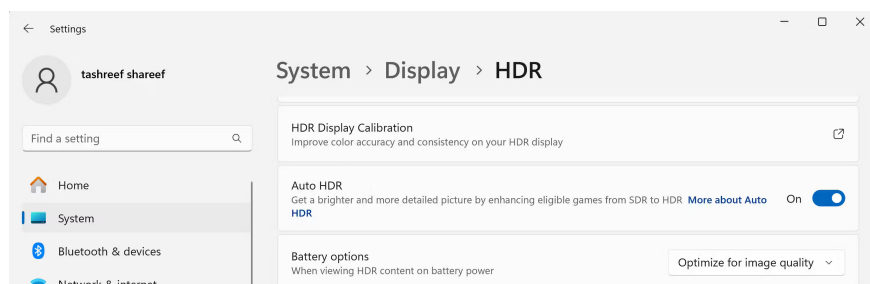 Settings
tashreef shareef
System > Display > HDR
Find a setting
HDR Display Calibration
Improve color accuracy and consistency on your HDR display
Home
System
Bluetooth & devices
Network & internet
Auto HDR
Get a brighter and more detailed picture by enhancing eligible games from SDR to HDR More about Auto
HDR
On
Battery options
When viewing HDR content on battery power
Optimize for image quality